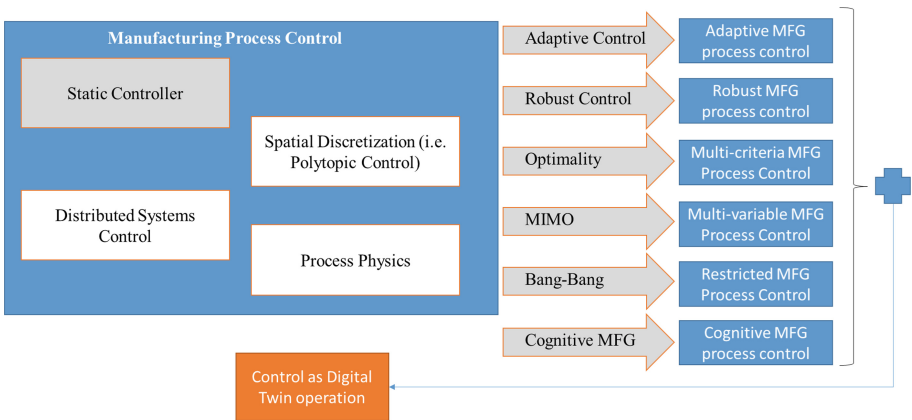 Manufacturing Process Control
Static Controller
Spatial Discretization (i.e.
Polytopic Control)
Distributed Systems
Control
Process Physics
Adaptive Control
Adaptive MFG
process control
Robust Control
Robust MFG
process control
Optimality
Multi-criteria MFG
Process Control
MIMO
Multi-variable MFG
Process Control
Bang-Bang
Restricted MFG
Process Control
Cognitive MFG
Cognitive MFG
process control
Control as Digital
Twin operation